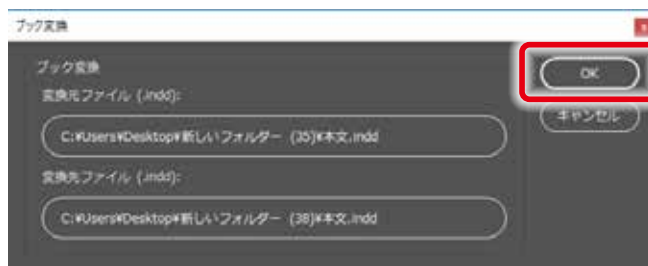 ブック変換
ブック変換
変換元ファイル (.indd):
OK
C:¥Users¥Desktop¥新しいフォルダー (35)¥本文.indd
キャンセル
変換先ファイル (.indd):
C:¥Users¥Desktop¥新しいフォルダー (38)¥本文.indd